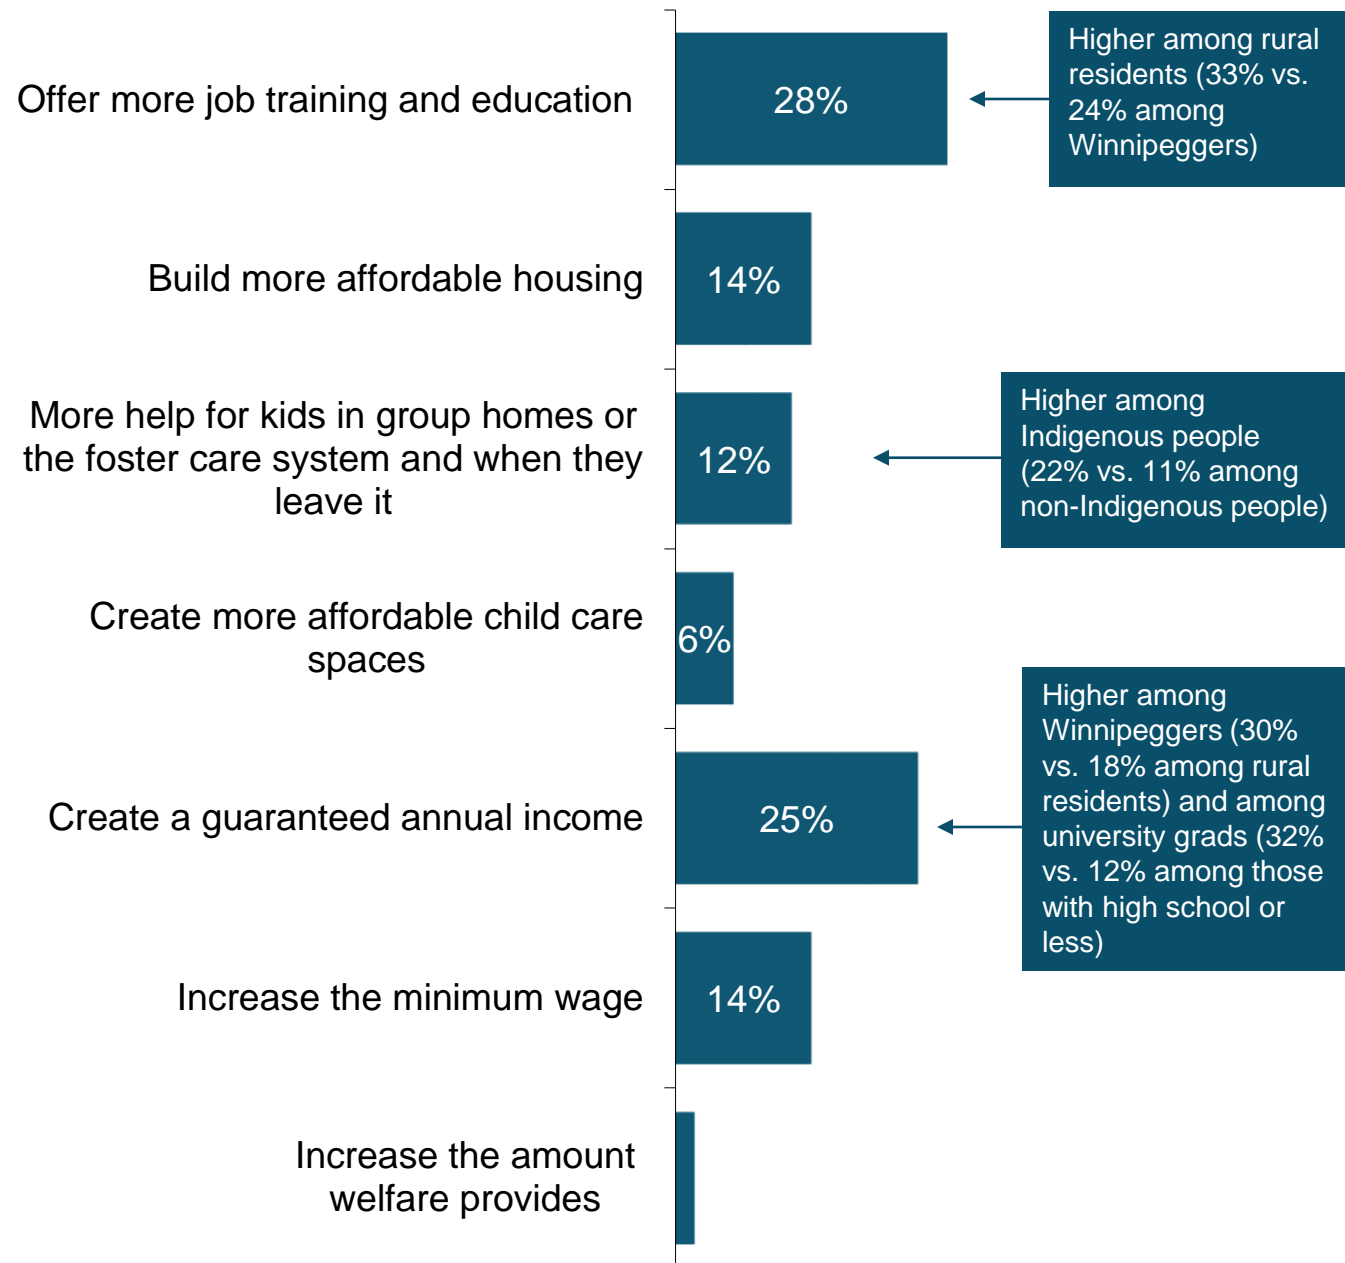 Offer more job training and education
28%
Higher among rural
residents (33% vs.
24% among
Winnipeggers)
Build more affordable housing
14%
More help for kids in group homes or
the foster care system and when they
leave it
12%
Higher among
Indigenous people
(22% vs. 11% among
non-Indigenous people)
Create more affordable child care
spaces
6%
Create a guaranteed annual income
25%
Higher among
Winnipeggers (30%
vs. 18% among rural
residents) and among
university grads (32%
vs. 12% among those
with high school or
less)
Increase the minimum wage
14%
Increase the amount
welfare provides